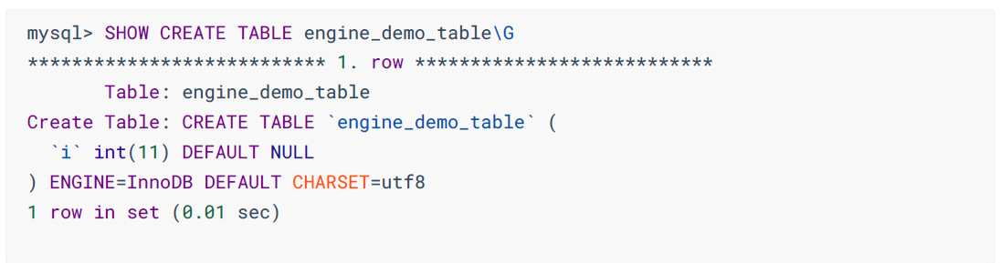 mysql> SHOW CREATE TABLE engine_demo_table\G
*************************** 1. row ***************************
Table: engine_demo_table
Create Table: CREATE TABLE `engine_demo_table` (
`i` int(11) DEFAULT NULL
) ENGINE=InnoDB DEFAULT CHARSET=utf8
1 row in set (0.01 sec)